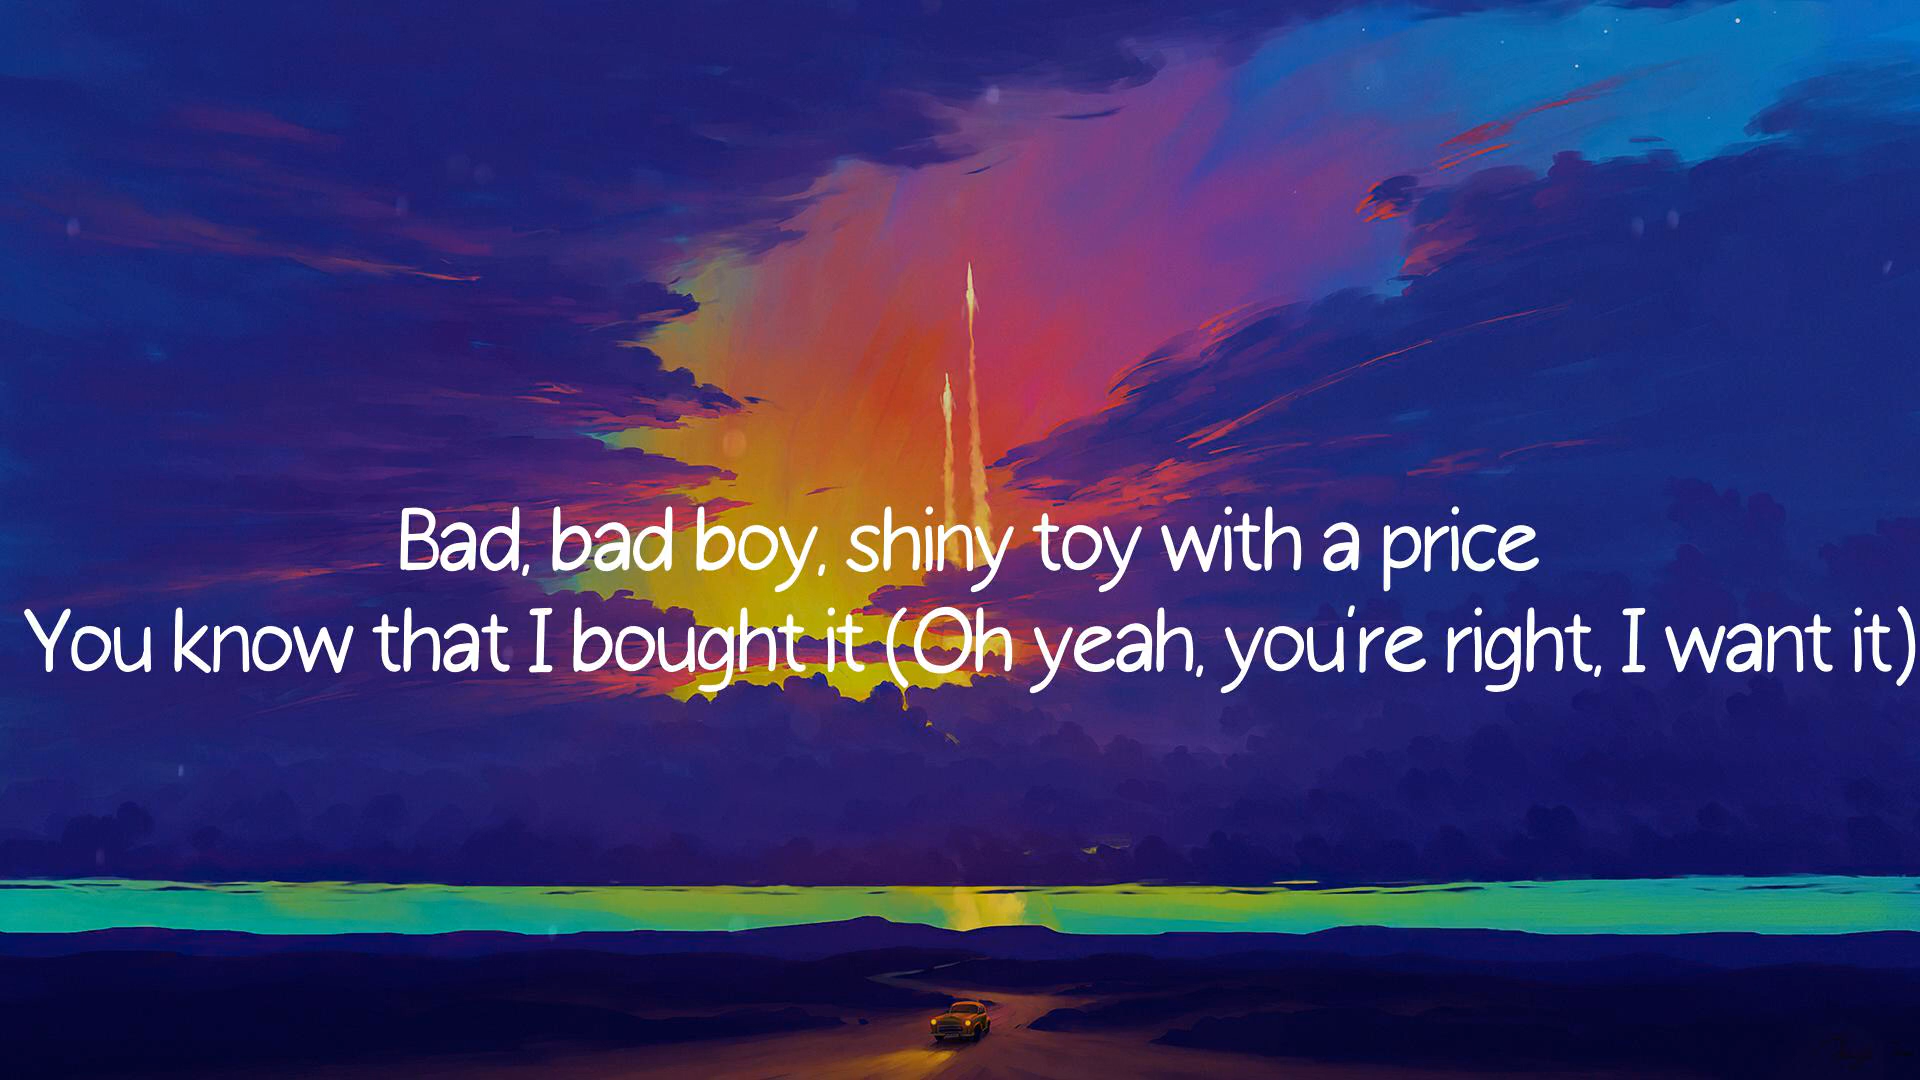 Bad, bad boy, shiny toy with a price
You know that I bought it (Oh yeah, you're right, I want it)